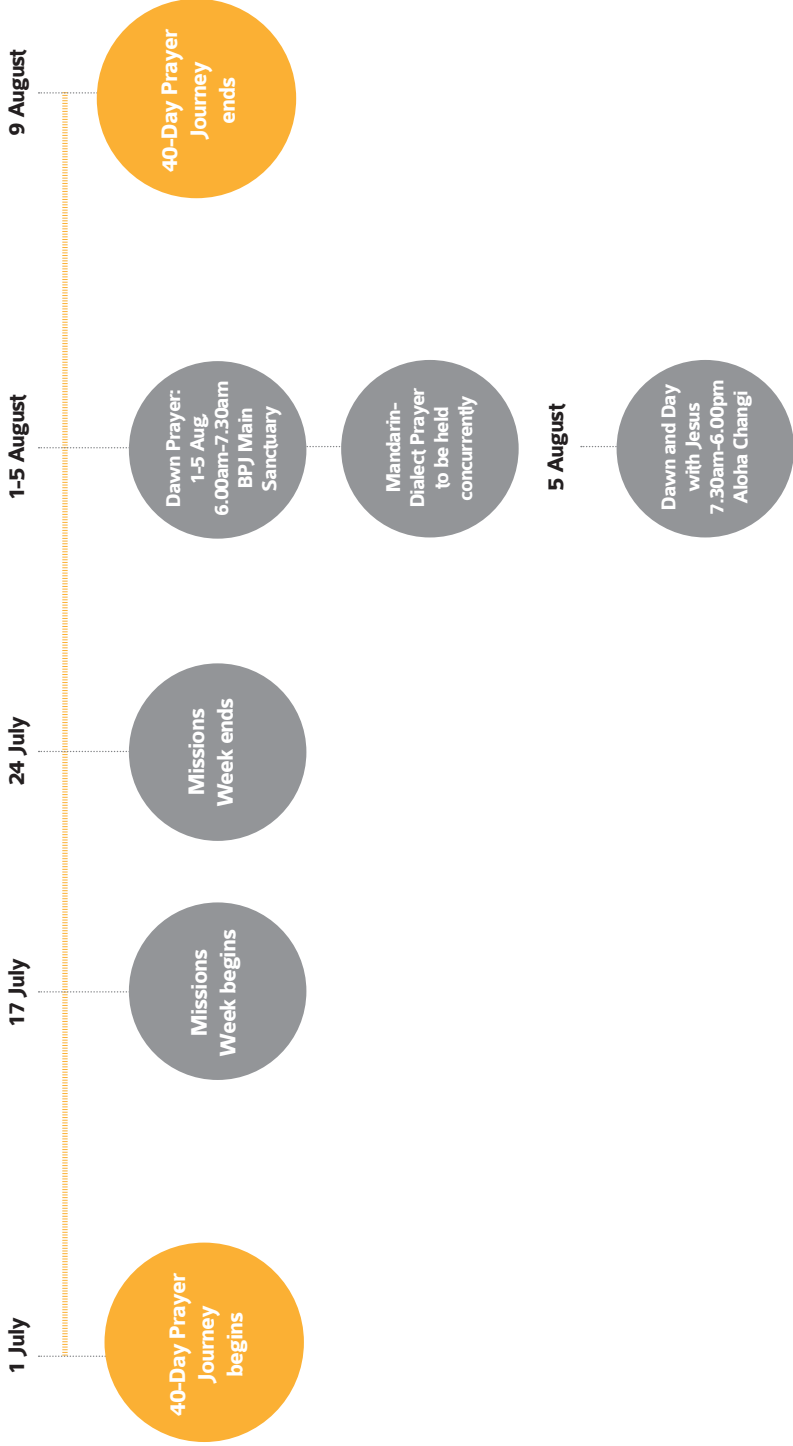 1 July
40-Day Prayer
Journey
begins
17 July
Missions
Week begins
24 July
Missions
Week ends
1-5 August
Dawn Prayer:
1-5 Aug,
6.00am-7.30am
BPJ Main
Sanctuary
Mandarin-
Dialect Prayer
to be held
concurrently
5 August
Dawn and Day
with Jesus
7.30am-6.00pm
Aloha Changi
9 August
40-Day Prayer
Journey
ends